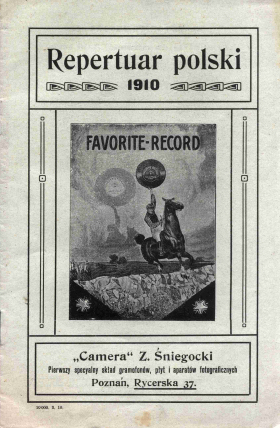 Repertuar polski
1910
FAVORITE-RECORD
„Camera" Z. Śniegocki
Pierwszy specyalny skład gramofonów, płyt i aparatów fotograficznych
Poznań, Rycerska 37.